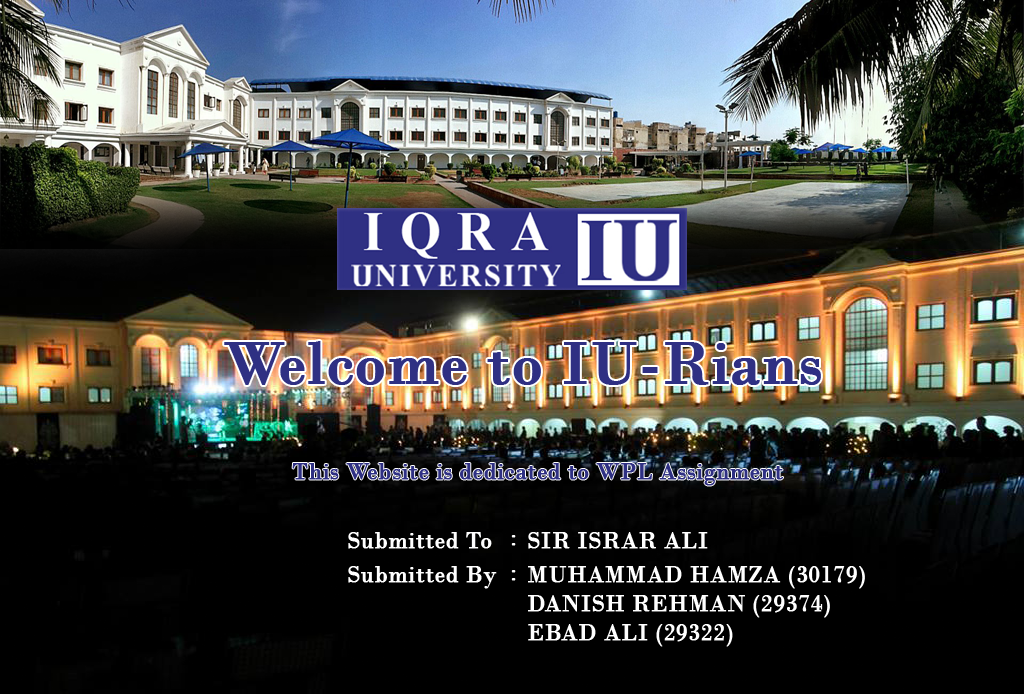 IQRA
UNIVERSITY
IU
Welcome to IU-Rians
This Website is dedicated to WPL Assignment
Submitted To : SIR ISRAR ALI
Submitted By : MUHAMMAD HAMZA (30179)
DANISH REHMAN (29374)
EBAD ALI (29322)